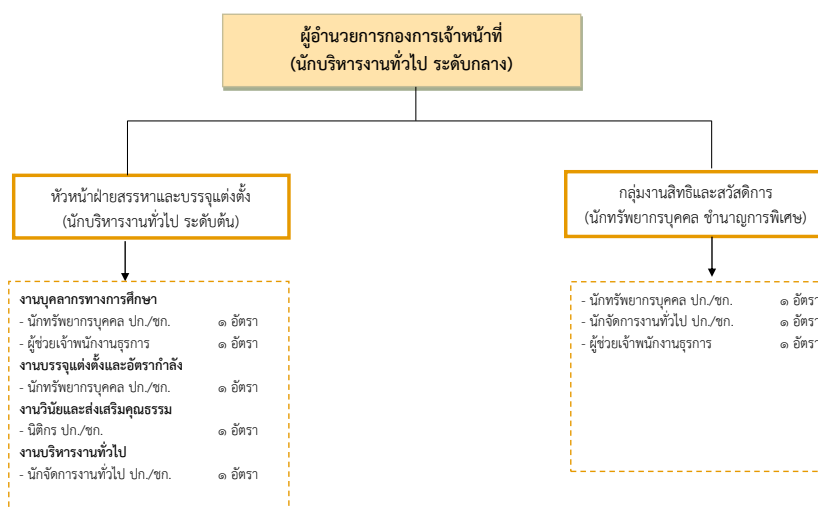 ผู้อำนวยการกองการเจ้าหน้าที่
(นักบริหารงานทั่วไป ระดับกลาง)
หัวหน้าฝ่ายสรรหาและบรรจุแต่งตั้ง
(นักบริหารงานทั่วไป ระดับต้น)
กลุ่มงานสิทธิและสวัสดิการ
(นักทรัพยากรบุคคล ชำนาญการพิเศษ)
งานบุคลากรทางการศึกษา
- นักทรัพยากรบุคคล ปก./ชก. ๑ อัตรา
- ผู้ช่วยเจ้าพนักงานธุรการ ๑ อัตรา
งานบรรจุแต่งตั้งและอัตรากำลัง
- นักทรัพยากรบุคคล ปก./ชก. ๑ อัตรา
งานวินัยและส่งเสริมคุณธรรม
- นิติกร ปก./ชก. ๑ อัตรา
งานบริหารงานทั่วไป
- นักจัดการงานทั่วไป ปก./ชก. ๑ อัตรา
- นักทรัพยากรบุคคล ปก./ชก. ๑ อัตรา
- นักจัดการงานทั่วไป ปก./ชก. ๑ อัตรา
- ผู้ช่วยเจ้าพนักงานธุรการ ๑ อัตรา